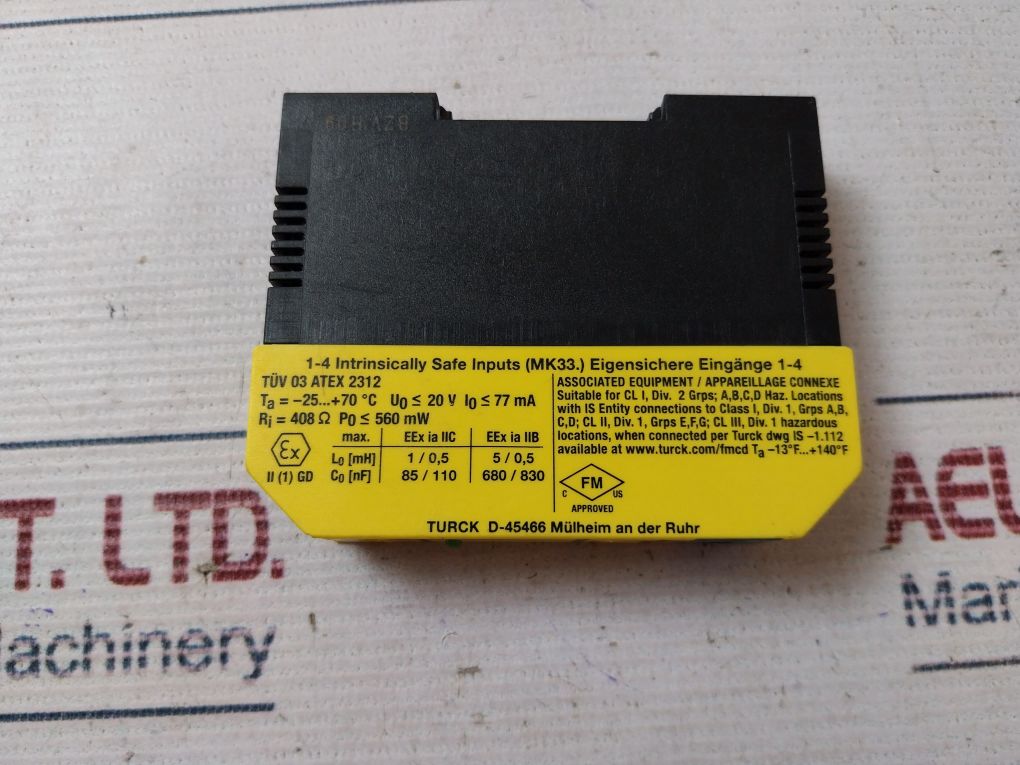 1-4 Intrinsically Safe Inputs (MK33.) Eigensichere Eingänge 1-4
TÜV 03 ATEX 2312
Ta = –25...+70 °C U0 ≤ 20 V I0 ≤ 77 mA
Ri = 408 Ω P0 ≤ 560 mW
max. EEx ia IIC EEx ia IIB
L0 [mH] 1 / 0,5 5 / 0,5
C0 [nF] 85 / 110 680 / 830
Ex
II (1) GD
ASSOCIATED EQUIPMENT / APPAREILLAGE CONNEXE
Suitable for CL I, Div. 2 Grps; A,B,C,D Haz. Locations
with IS Entity connections to Class I, Div. 1, Grps A,B,
C,D; CL II, Div. 1, Grps E,F,G; CL III, Div. 1 hazardous
locations, when connected per Turck dwg IS –1.112
available at www.turck.com/fmcd Ta –13°F...+140°F
FM
C US
APPROVED
TURCK D-45466 Mülheim an der Ruhr
T. LTD.
achinery
AEL
Mar